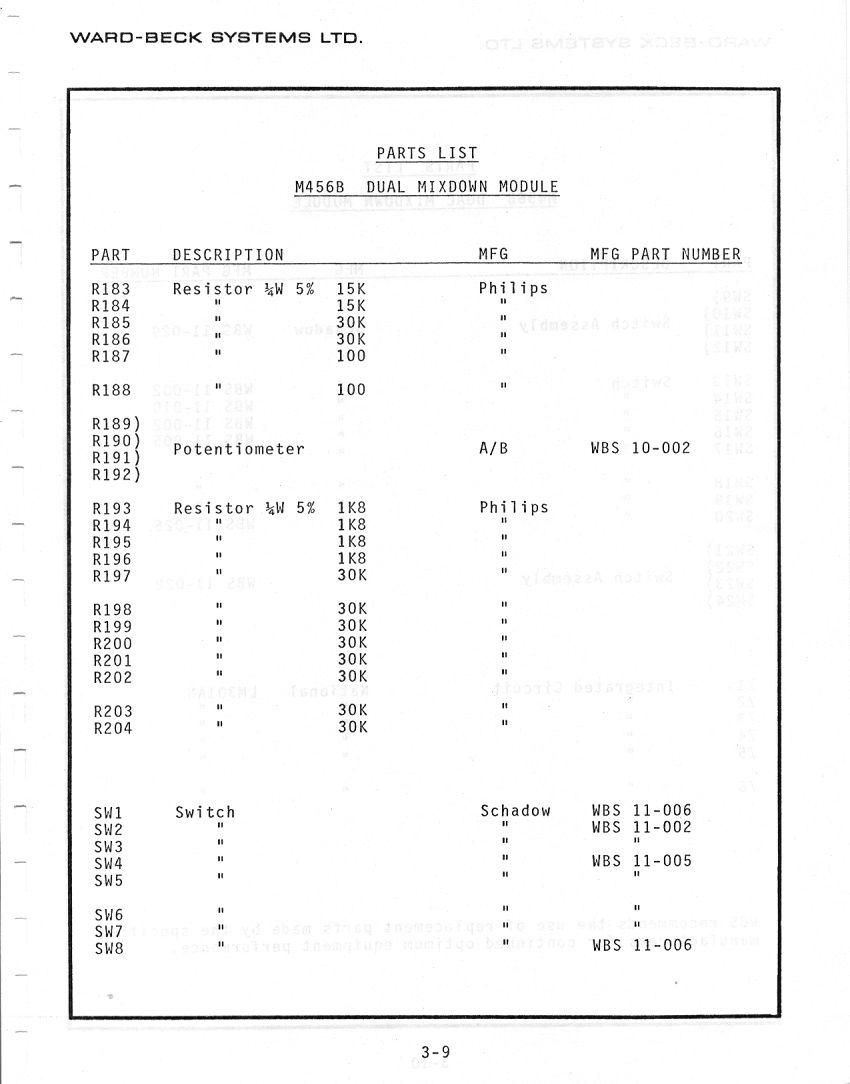 WARD-BECK SYSTEMS LTD.
PARTS LIST
M456B DUAL MIXDOWN MODULE
PART DESCRIPTION MFG MFG PART NUMBER
R183 Resistor ¼W 5% 15K Philips
R184 " 15K "
R185 " 30K "
R186 " 30K "
R187 " 100 "
R188 " 100 "
R189)
R190)
R191) Potentiometer A/B WBS 10-002
R192)
R193 Resistor ¼W 5% 1K8 Philips
R194 " 1K8 "
R195 " 1K8 "
R196 " 1K8 "
R197 " 30K "
R198 " 30K "
R199 " 30K "
R200 " 30K "
R201 " 30K "
R202 " 30K "
R203 " 30K "
R204 " 30K "
SW1 Switch Schadow WBS 11-006
SW2 " " WBS 11-002
SW3 " " "
SW4 " " WBS 11-005
SW5 " " "
SW6 " " "
SW7 " " "
SW8 " " WBS 11-006
3-9